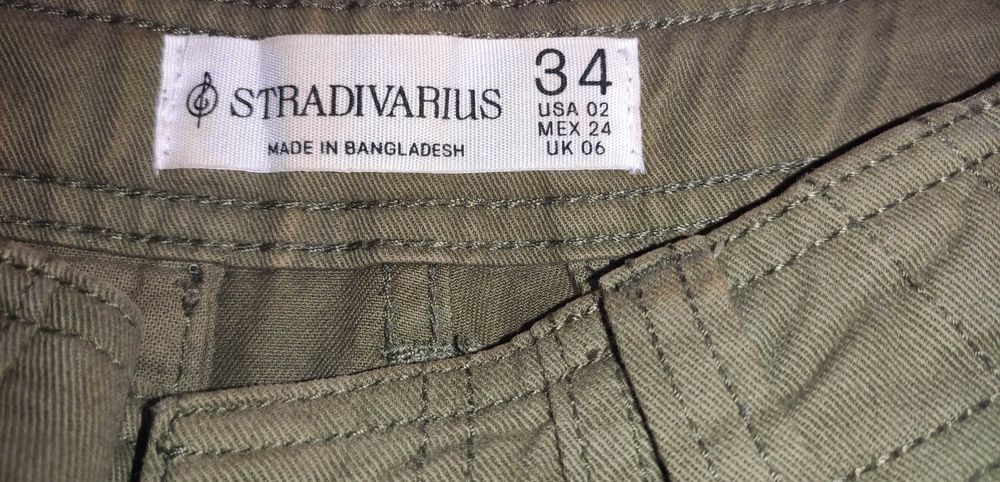 STRADIVARIUS
MADE IN BANGLADESH
34
USA 02
MEX 24
UK 06